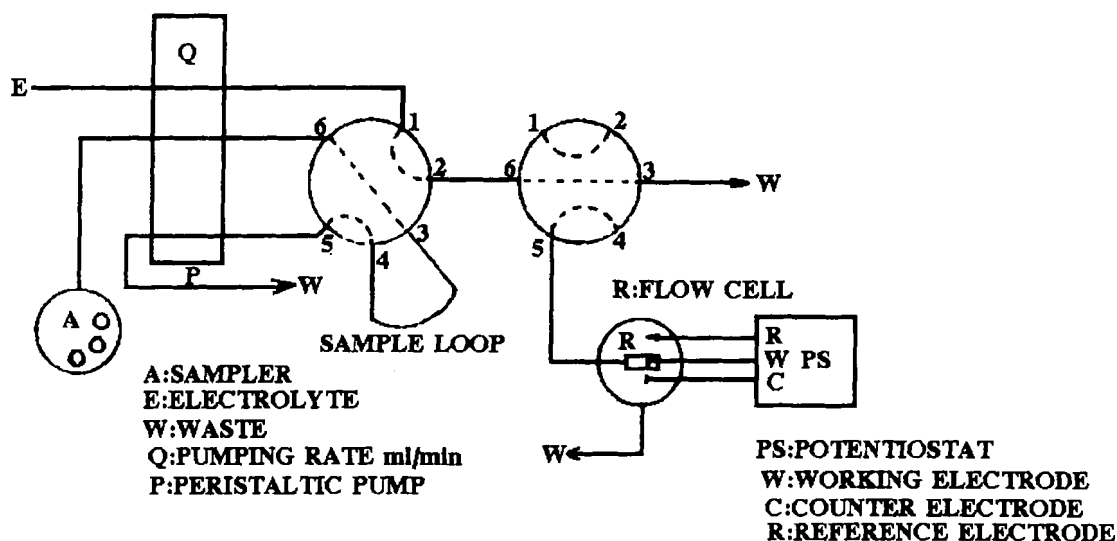 Q
E
6
1
2
3
4
5
P
W
A
SAMPLE LOOP
1
2
6
3
W
5
4
R:FLOW CELL
R
R
W PS
C
W
A:SAMPLER
E:ELECTROLYTE
W:WASTE
Q:PUMPING RATE ml/min
P:PERISTALTIC PUMP
PS:POTENTIOSTAT
W:WORKING ELECTRODE
C:COUNTER ELECTRODE
R:REFERENCE ELECTRODE